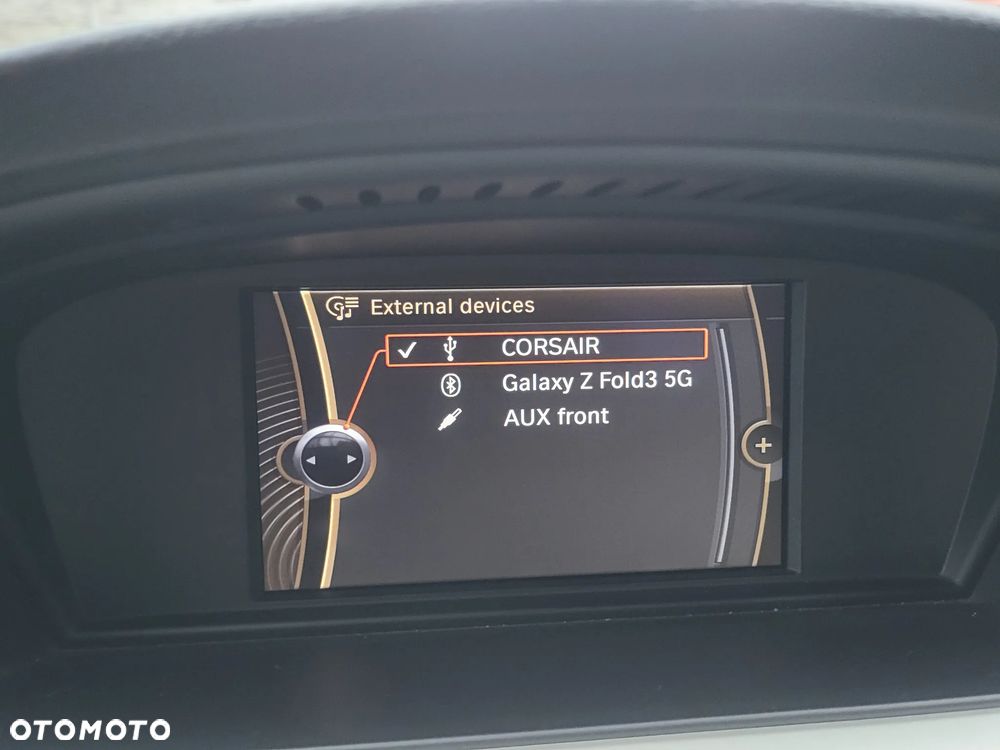 External devices
CORSAIR
Galaxy Z Fold3 5G
AUX front
OTOMOTO